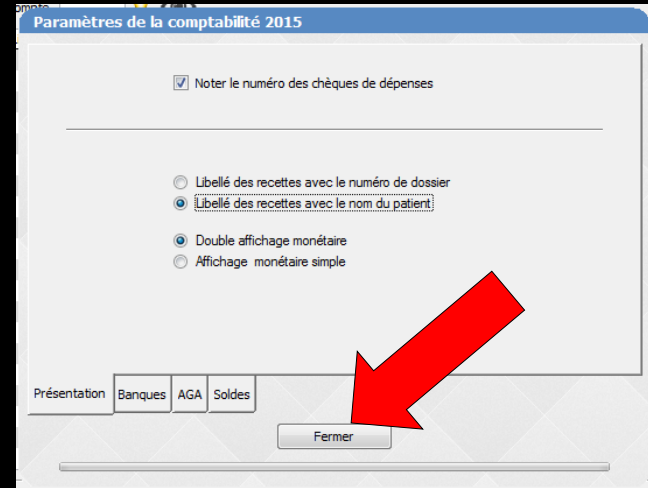 Paramètres de la comptabilité 2015
Noter le numéro des chèques de dépenses
Libellé des recettes avec le numéro de dossier
Libellé des recettes avec le nom du patient
Double affichage monétaire
Affichage monétaire simple
Présentation Banques AGA Soldes
Fermer